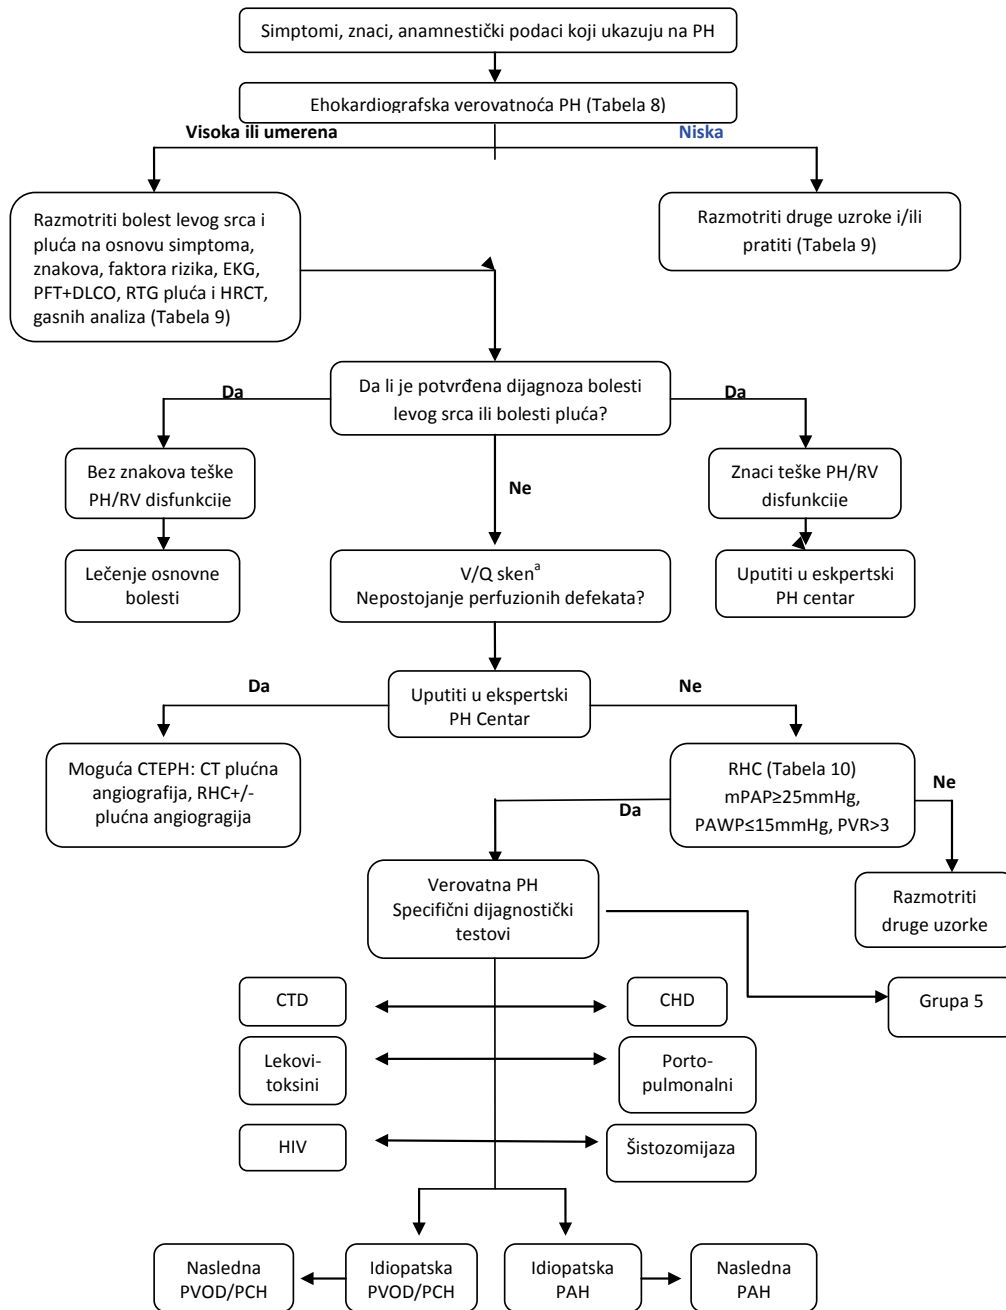 Simptomi, znaci, anamnestički podaci koji ukazuju na PH
Ehokardiografska verovatnoća PH (Tabela 8)
Visoka ili umerena
Niska
Razmotriti bolest levog srca i
pluća na osnovu simptoma,
znakova, faktora rizika, EKG,
PFT+DLCO, RTG pluća i HRCT,
gasnih analiza (Tabela 9)
Razmotriti druge uzroke i/ili
pratiti (Tabela 9)
Da li je potvrđena dijagnoza bolesti
levog srca ili bolesti pluća?
Da
Da
Bez znakova teške
PH/RV disfunkcije
Ne
Znaci teške PH/RV
disfunkcije
Lečenje osnovne
bolesti
V/Q skenᵃ
Nepostojanje perfuzionih defekata?
Uputiti u eskpertski
PH centar
Da
Uputiti u ekspertski
PH Centar
Ne
Moguća CTEPH: CT plućna
angiografija, RHC+/-
plućna angiogragija
RHC (Tabela 10)
mPAP≥25mmHg,
PAWP≤15mmHg, PVR>3
Da
Ne
Verovatna PH
Specifični dijagnostički
testovi
Razmotriti
druge uzorke
CTD
CHD
Grupa 5
Lekovi-
toksini
Porto-
pulmonalni
HIV
Šistozomijaza
Nasledna
PVOD/PCH
Idiopatska
PVOD/PCH
Idiopatska
PAH
Nasledna
PAH